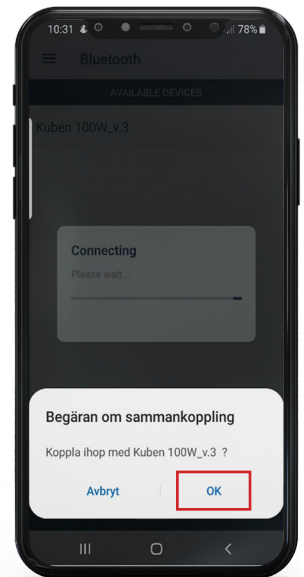 10:31
78%
Bluetooth
AVAILABLE DEVICES
Kuben 100W_v.3
Connecting
Please wait ...
Begäran om sammankoppling
Koppla ihop med Kuben 100W_v.3 ?
Avbryt
OK